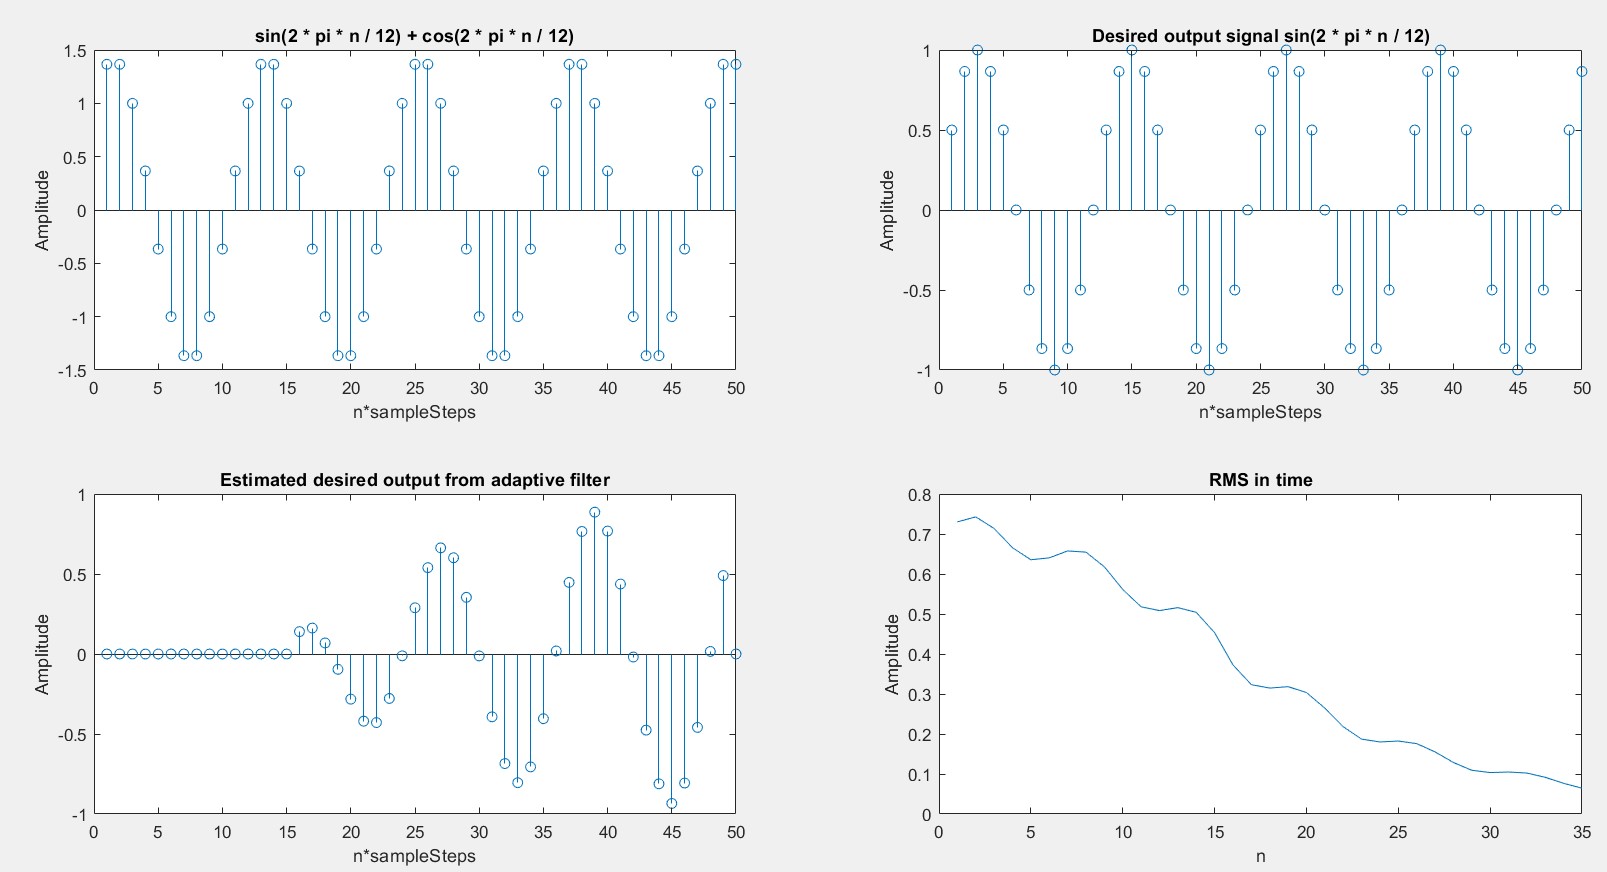 sin(2 * pi * n / 12) + cos(2 * pi * n / 12)
1.5
1
0.5
0
-0.5
-1
-1.5
Amplitude
0 5 10 15 20 25 30 35 40 45 50
n*sampleSteps
Desired output signal sin(2 * pi * n / 12)
1
0.5
0
-0.5
-1
Amplitude
0 5 10 15 20 25 30 35 40 45 50
n*sampleSteps
Estimated desired output from adaptive filter
1
0.5
0
-0.5
-1
Amplitude
0 5 10 15 20 25 30 35 40 45 50
n*sampleSteps
RMS in time
0.8
0.7
0.6
0.5
0.4
0.3
0.2
0.1
0
Amplitude
0 5 10 15 20 25 30 35
n